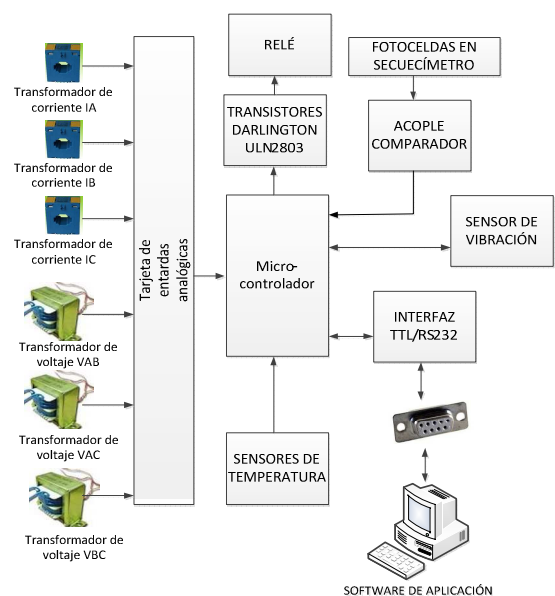 RELÉ
FOTOCELDAS EN
SECUECÍMETRO
Transformador de
corriente IA
TRANSISTORES
DARLINGTON
ULN2803
ACOPLE
COMPARADOR
Transformador de
corriente IB
Transformador de
corriente IC
Tarjeta de
entardas
analógicas
Micro-
controlador
SENSOR DE
VIBRACIÓN
Transformador de
voltaje VAB
INTERFAZ
TTL/RS232
Transformador de
voltaje VAC
SENSORES DE
TEMPERATURA
Transformador de
voltaje VBC
SOFTWARE DE APLICACIÓN